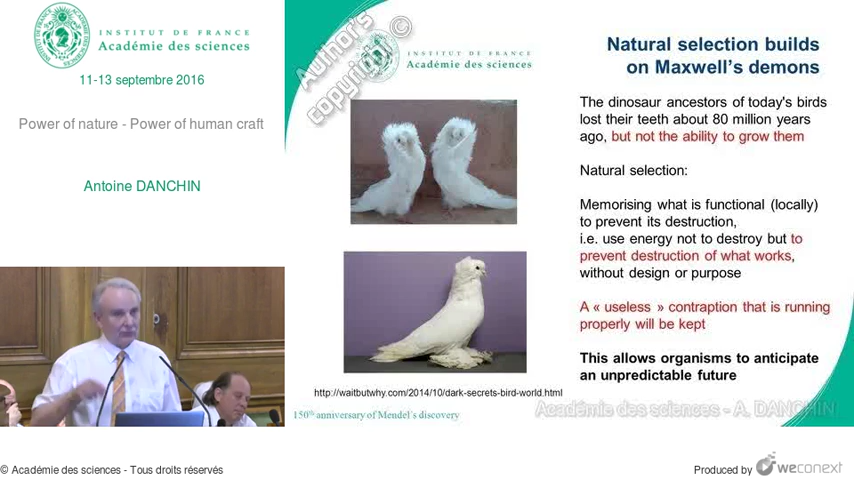 INSTITUT DE FRANCE
Académie des sciences
11-13 septembre 2016
Power of nature - Power of human craft
Antoine DANCHIN
Author's
copyright ©
INSTITUT DE FRANCE
Académie des sciences
Natural selection builds
on Maxwell's demons
The dinosaur ancestors of today's birds
lost their teeth about 80 million years
ago, but not the ability to grow them
Natural selection:
Memorising what is functional (locally)
to prevent its destruction,
i.e. use energy not to destroy but to
prevent destruction of what works,
without design or purpose
A « useless » contraption that is running
properly will be kept
This allows organisms to anticipate
an unpredictable future
http://waitbutwhy.com/2014/10/dark-secrets-bird-world.html
150th anniversary of Mendel's discovery
Académie des sciences - A. DANCHIN
© Académie des sciences - Tous droits réservés
Produced by weconext